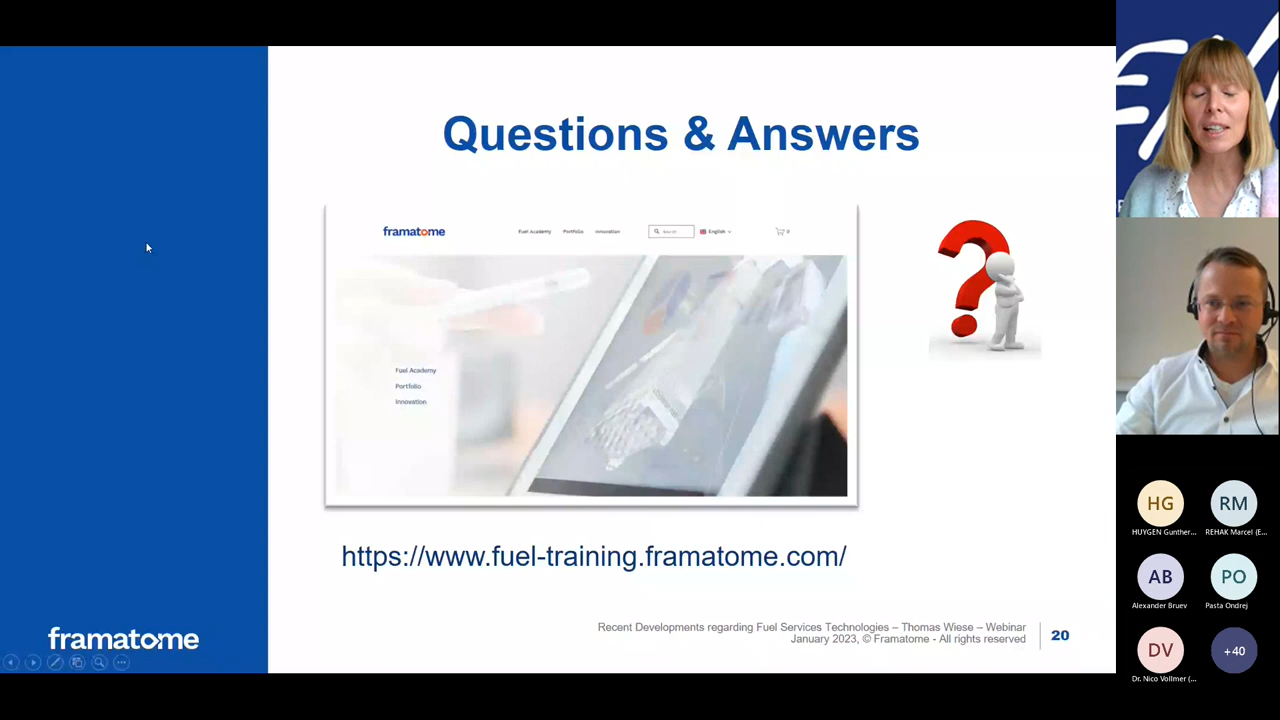 Questions & Answers
framatome
Fuel Academy
Portfolio
Innovation
Search
English
0
Fuel Academy
Portfolio
Innovation
https://www.fuel-training.framatome.com/
framatome
Recent Developments regarding Fuel Services Technologies – Thomas Wiese – Webinar
January 2023, © Framatome - All rights reserved
20
HG
RM
HUYGEN Gunther...
REHAK Marcel (E...
AB
PO
Alexander Bruev
Pasta Ondrej
DV
+40
Dr. Nico Vollmer (...